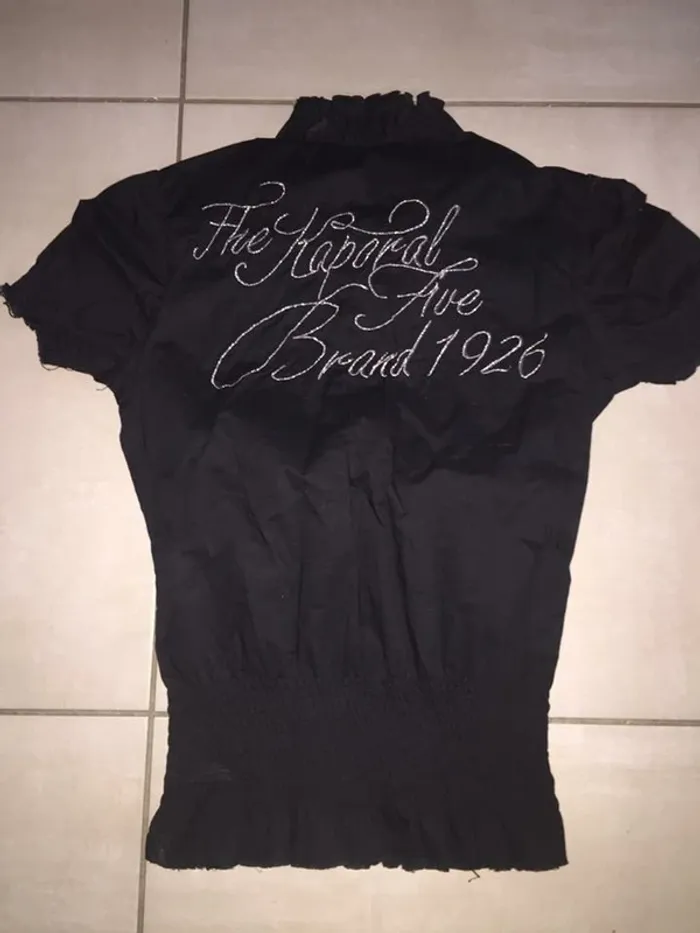 The Kaporal
Five
Brand 1926